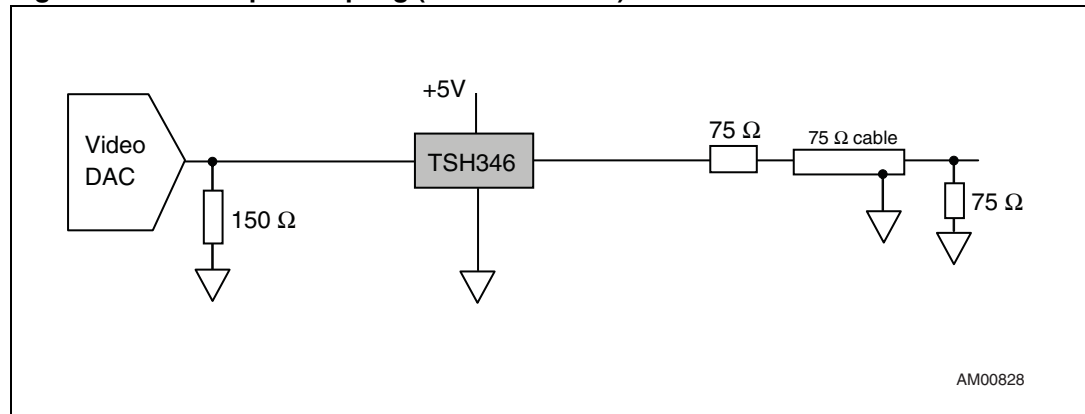 +5V
Video
DAC
TSH346
75 Ω
75 Ω cable
150 Ω
75 Ω
AM00828